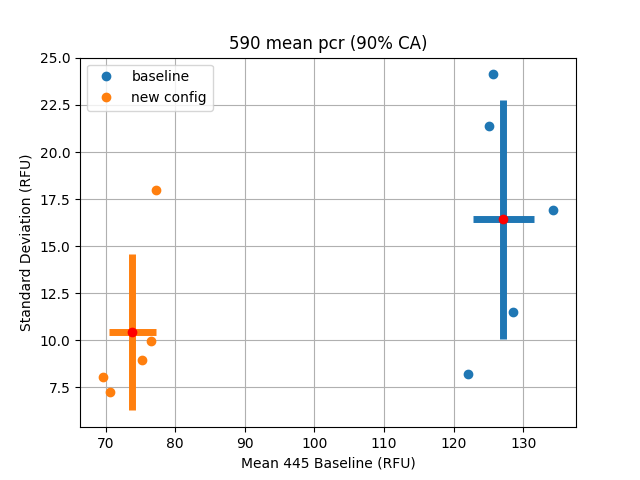 590 mean pcr (90% CA)
baseline
new config
Standard Deviation (RFU)
25.0
22.5
20.0
17.5
15.0
12.5
10.0
7.5
70 80 90 100 110 120 130
Mean 445 Baseline (RFU)